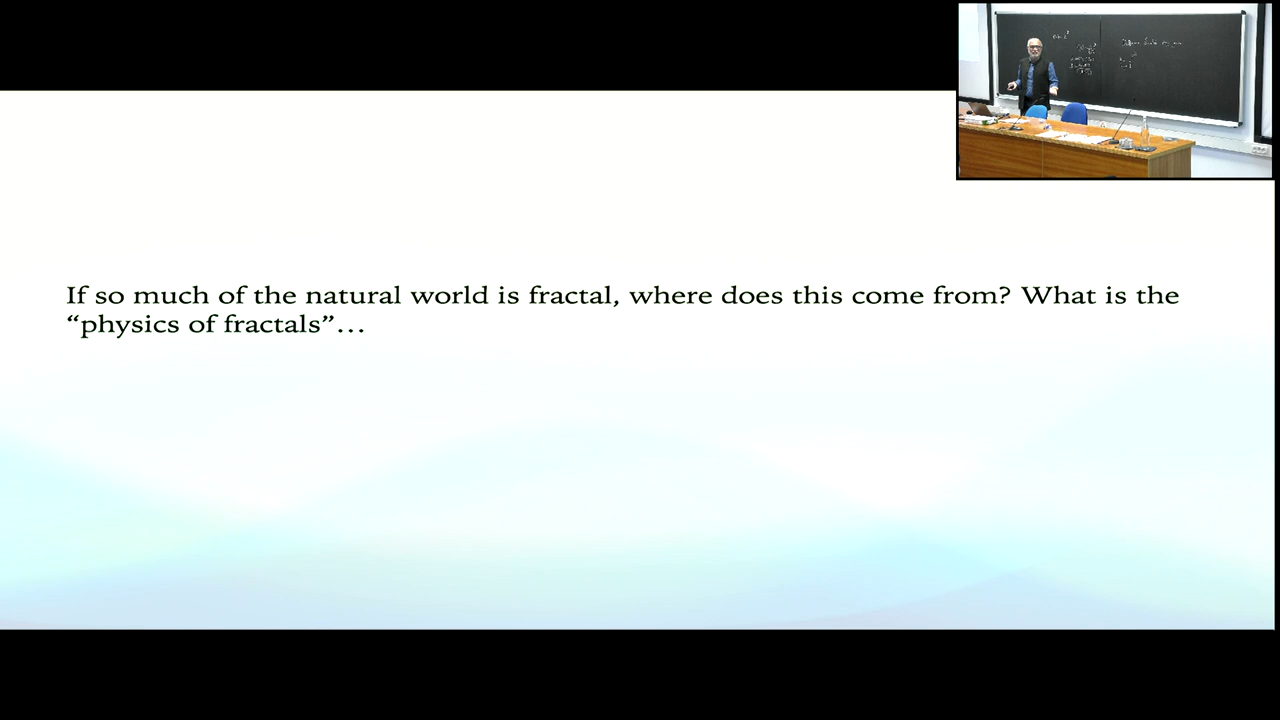 If so much of the natural world is fractal, where does this come from? What is the
“physics of fractals”…